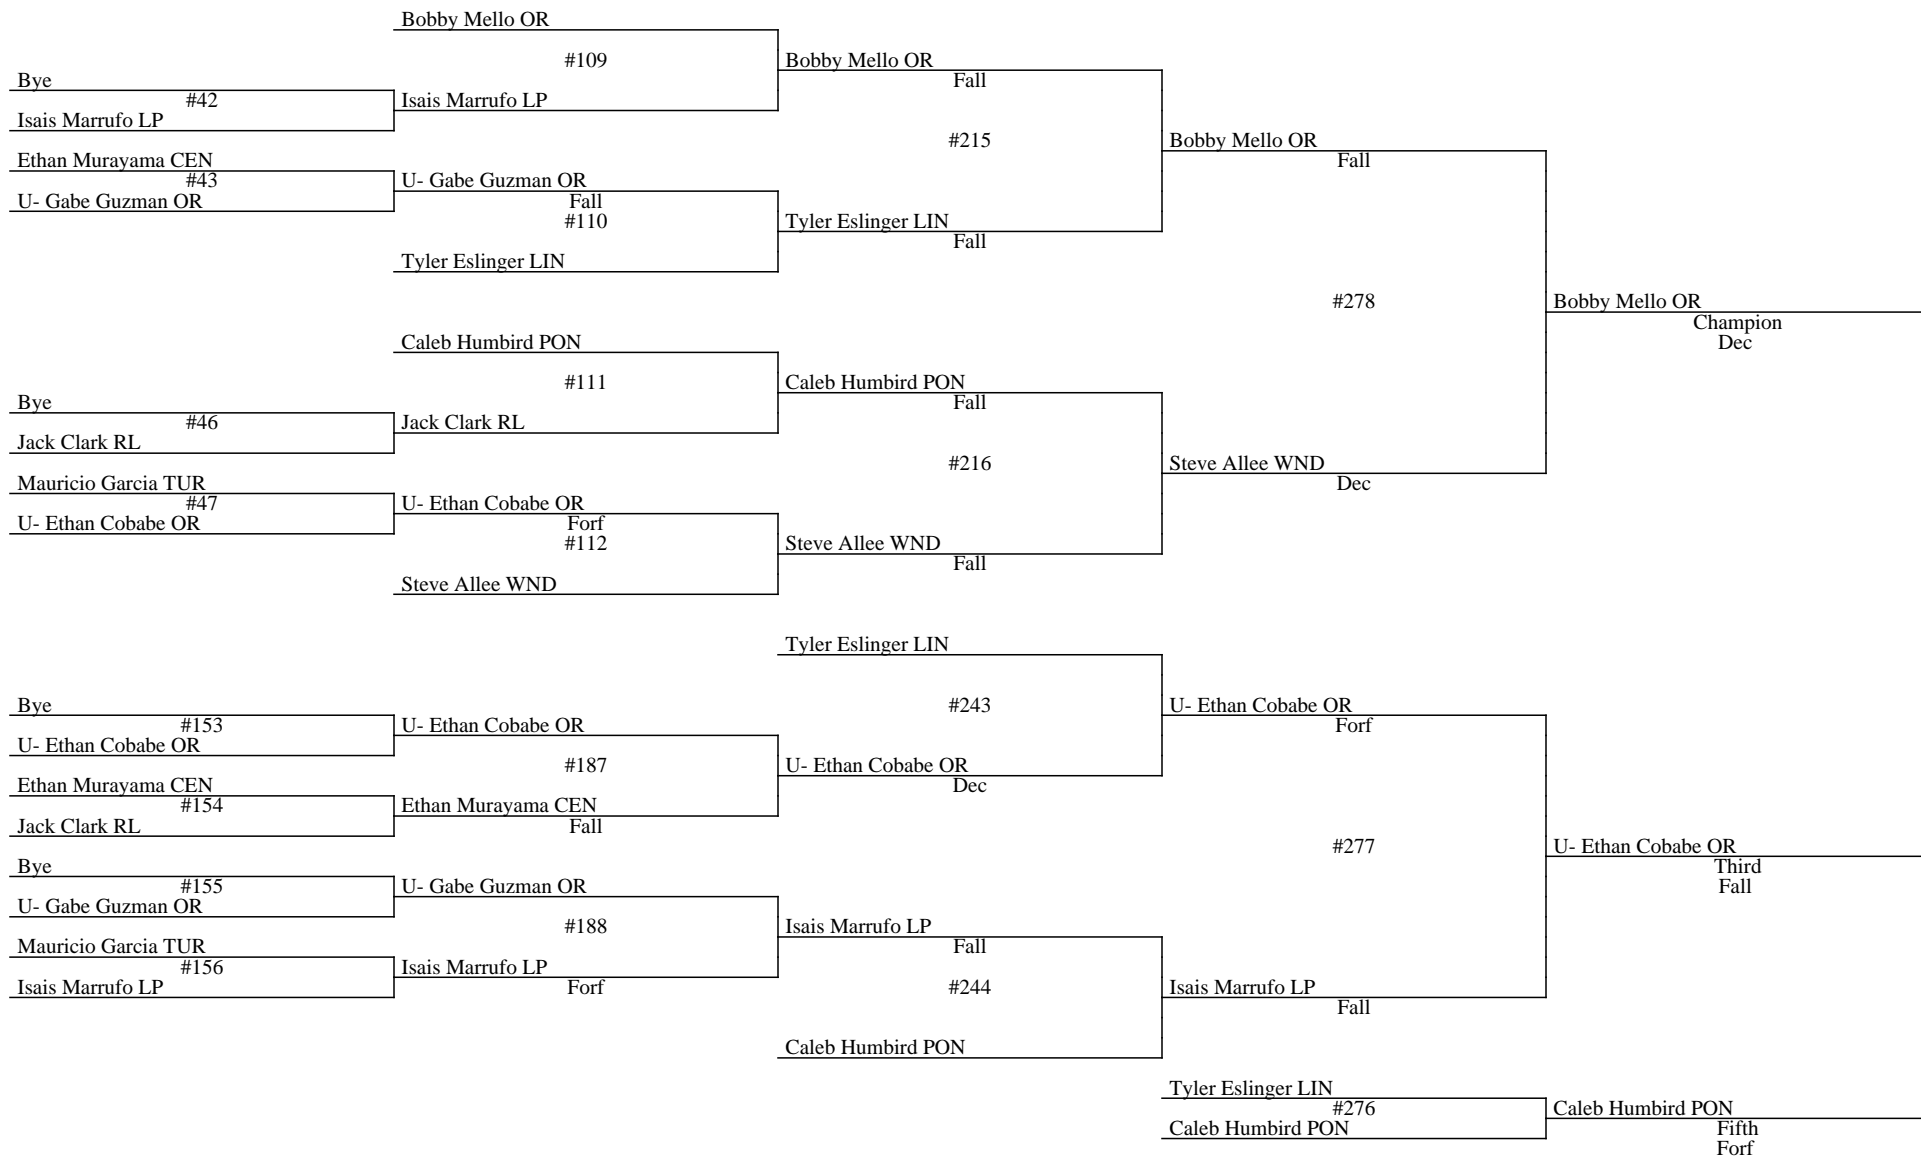 Bobby Mello OR
#109
Bobby Mello OR
Fall
Bye
#42
Isais Marrufo LP
Isais Marrufo LP
#215
Bobby Mello OR
Fall
Ethan Murayama CEN
#43
U- Gabe Guzman OR
U- Gabe Guzman OR
Fall
#110
Tyler Eslinger LIN
Fall
Tyler Eslinger LIN
#278
Bobby Mello OR
Champion
Dec
Caleb Humbird PON
#111
Caleb Humbird PON
Fall
Bye
#46
Jack Clark RL
Jack Clark RL
#216
Steve Allee WND
Dec
Mauricio Garcia TUR
#47
U- Ethan Cobabe OR
U- Ethan Cobabe OR
Forf
#112
Steve Allee WND
Fall
Steve Allee WND
Tyler Eslinger LIN
#243
U- Ethan Cobabe OR
Forf
Bye
#153
U- Ethan Cobabe OR
U- Ethan Cobabe OR
#187
U- Ethan Cobabe OR
Dec
Ethan Murayama CEN
#154
Jack Clark RL
Ethan Murayama CEN
Fall
#277
U- Ethan Cobabe OR
Third
Fall
Bye
#155
U- Gabe Guzman OR
U- Gabe Guzman OR
#188
Isais Marrufo LP
Fall
Mauricio Garcia TUR
#156
Isais Marrufo LP
Isais Marrufo LP
Forf
#244
Isais Marrufo LP
Fall
Caleb Humbird PON
Tyler Eslinger LIN
#276
Caleb Humbird PON
Caleb Humbird PON
Fifth
Forf